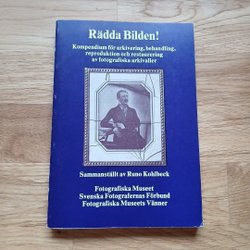 Rädda Bilden!
Kompendium för arkivering, behandling,
reproduktion och restaurering
av fotografiska arkivalier
Sammanställt av Runo Kohlbeck
Fotografiska Museet
Svenska Fotografernas Förbund
Fotografiska Museets Vänner